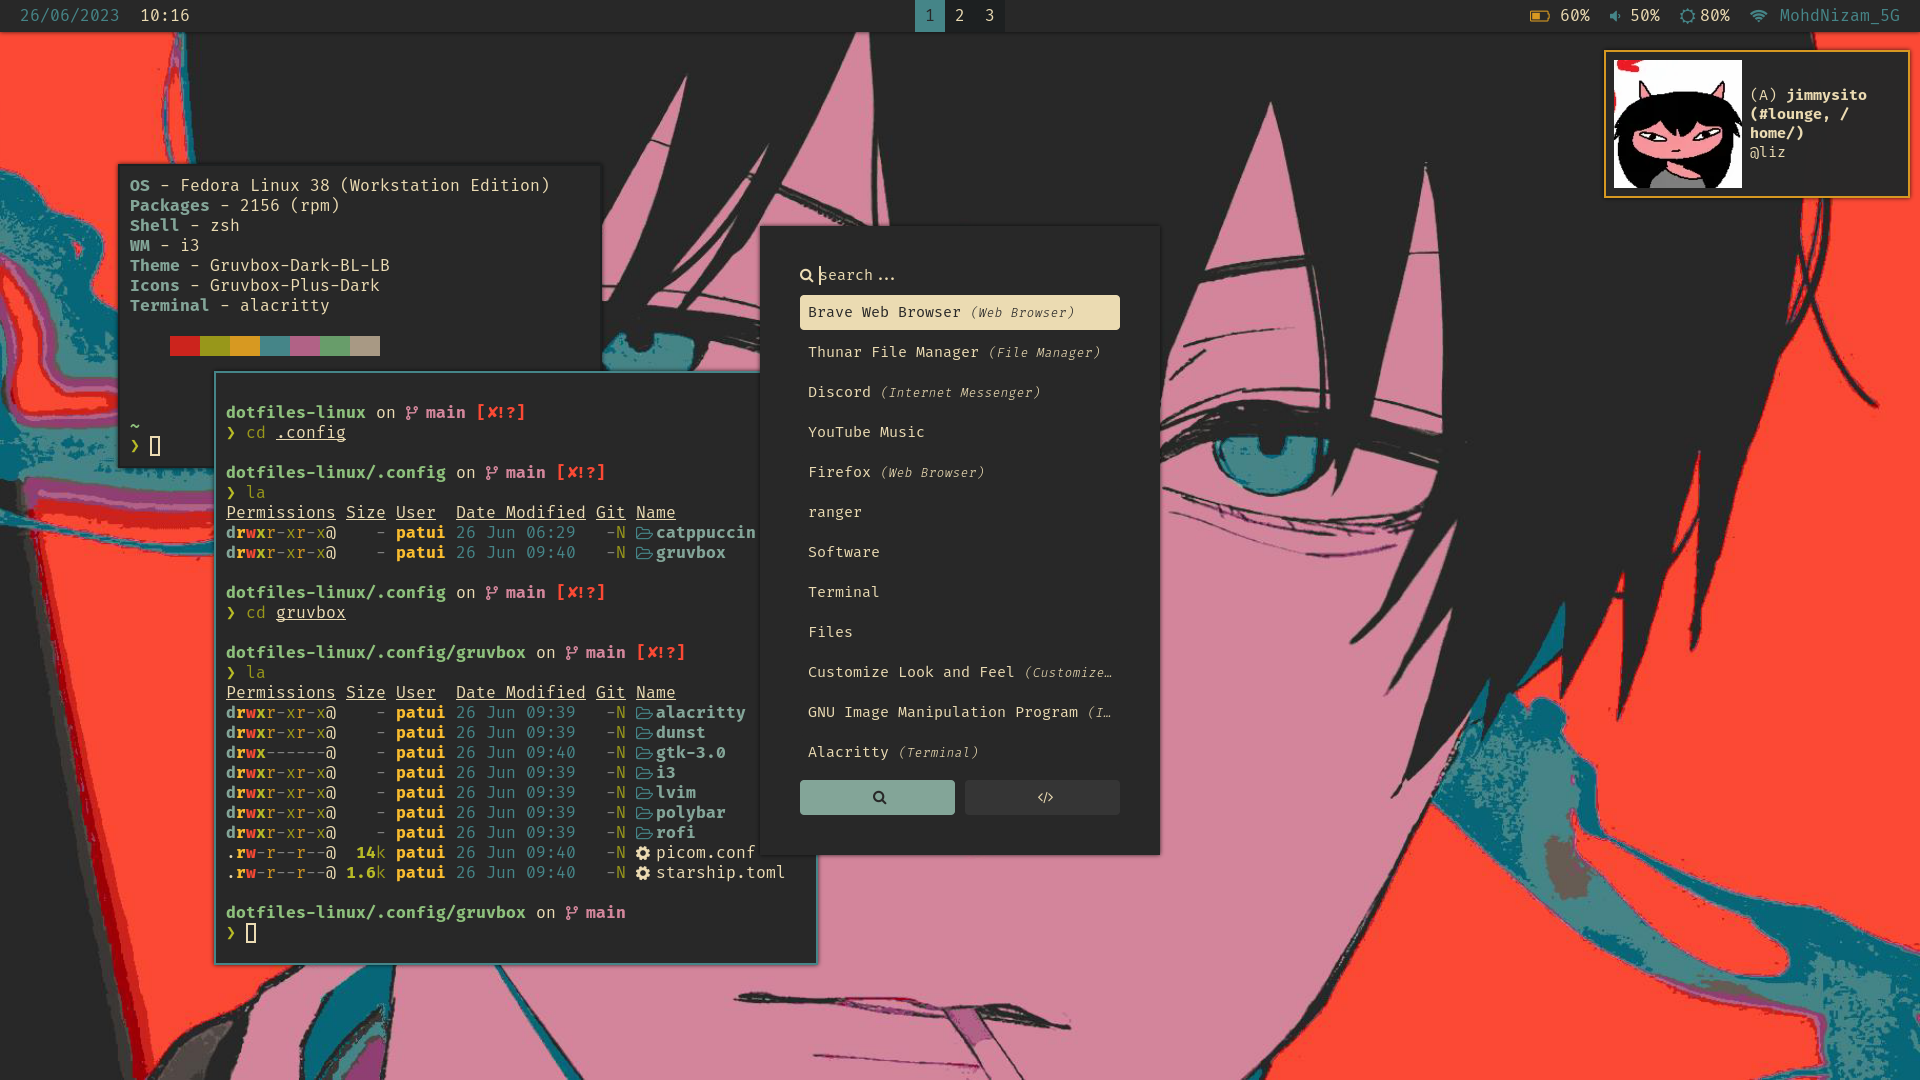 26/06/2023 10:16
1 2 3
60% 50% 80% MohdNizam_5G
(A) jimmysito
(#lounge, /
home/)
@liz
OS - Fedora Linux 38 (Workstation Edition)
Packages - 2156 (rpm)
Shell - zsh
WM - i3
Theme - Gruvbox-Dark-BL-LB
Icons - Gruvbox-Plus-Dark
Terminal - alacritty
~
❯
dotfiles-linux on main [✘!?]
❯ cd .config
dotfiles-linux/.config on main [✘!?]
❯ la
Permissions Size User Date Modified Git Name
drwxr-xr-x@ - patui 26 Jun 06:29 -N catppuccin
drwxr-xr-x@ - patui 26 Jun 09:40 -N gruvbox
dotfiles-linux/.config on main [✘!?]
❯ cd gruvbox
dotfiles-linux/.config/gruvbox on main [✘!?]
❯ la
Permissions Size User Date Modified Git Name
drwxr-xr-x@ - patui 26 Jun 09:39 -N alacritty
drwxr-xr-x@ - patui 26 Jun 09:39 -N dunst
drwx------@ - patui 26 Jun 09:40 -N gtk-3.0
drwxr-xr-x@ - patui 26 Jun 09:39 -N i3
drwxr-xr-x@ - patui 26 Jun 09:39 -N lvim
drwxr-xr-x@ - patui 26 Jun 09:39 -N polybar
drwxr-xr-x@ - patui 26 Jun 09:39 -N rofi
.rw-r--r--@ 14k patui 26 Jun 09:40 -N picom.conf
.rw-r--r--@ 1.6k patui 26 Jun 09:40 -N starship.toml
dotfiles-linux/.config/gruvbox on main
❯
search ...
Brave Web Browser (Web Browser)
Thunar File Manager (File Manager)
Discord (Internet Messenger)
YouTube Music
Firefox (Web Browser)
ranger
Software
Terminal
Files
Customize Look and Feel (Customize…
GNU Image Manipulation Program (I…
Alacritty (Terminal)
</>